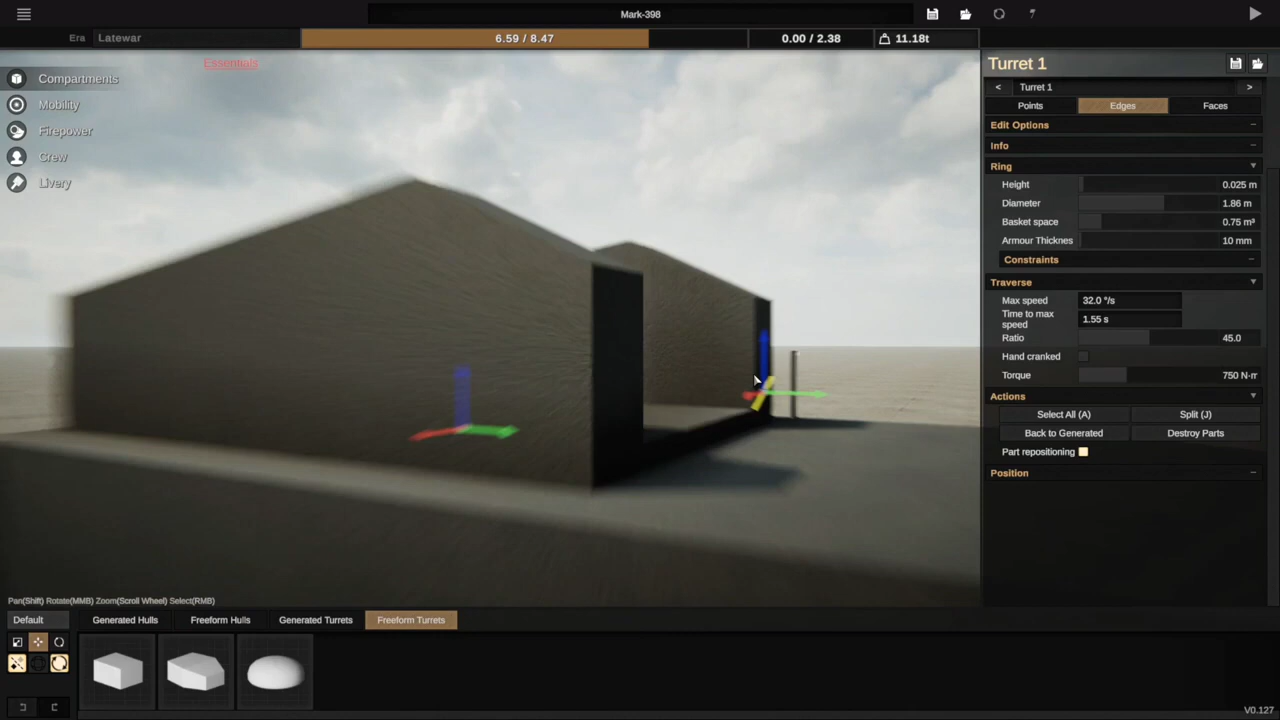 Mark-398
Era Latewar 6.59 / 8.47 0.00 / 2.38 11.18t
Essentials
Compartments
Mobility
Firepower
Crew
Livery
Turret 1
< Turret 1 >
Points Edges Faces
Edit Options
Info
Ring
Height 0.025 m
Diameter 1.86 m
Basket space 0.75 m³
Armour Thicknes 10 mm
Constraints
Traverse
Max speed 32.0 °/s
Time to max speed 1.55 s
Ratio 45.0
Hand cranked
Torque 750 N·m
Actions
Select All (A) Split (J)
Back to Generated Destroy Parts
Part repositioning
Position
Pan(Shift) Rotate(MMB) Zoom(Scroll Wheel) Select(RMB)
Default Generated Hulls Freeform Hulls Generated Turrets Freeform Turrets
V0.127